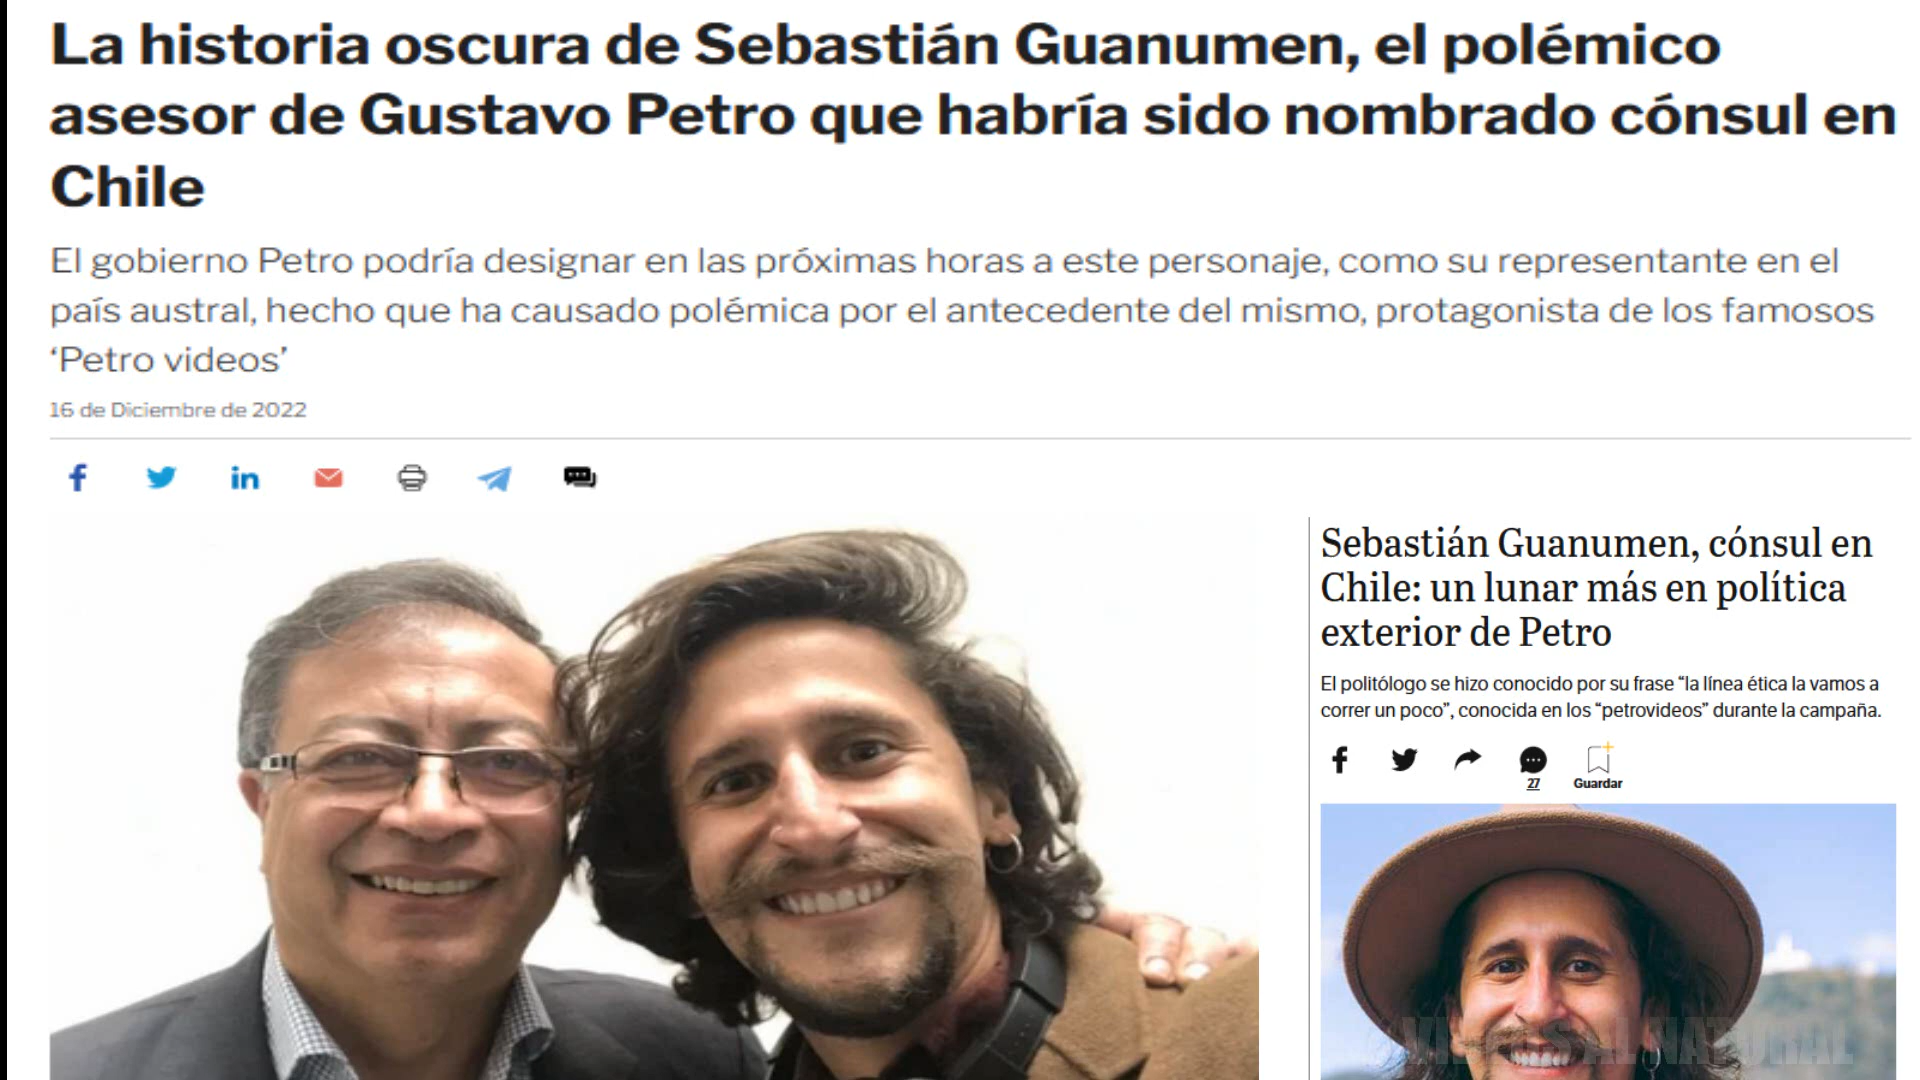 La historia oscura de Sebastián Guanumen, el polémico
asesor de Gustavo Petro que habría sido nombrado cónsul en
Chile
El gobierno Petro podría designar en las próximas horas a este personaje, como su representante en el
país austral, hecho que ha causado polémica por el antecedente del mismo, protagonista de los famosos
‘Petro videos’
16 de Diciembre de 2022
Sebastián Guanumen, cónsul en
Chile: un lunar más en política
exterior de Petro
El politólogo se hizo conocido por su frase “la línea ética la vamos a
correr un poco”, conocida en los “petrovideos” durante la campaña.
27
Guardar
AL NATURAL